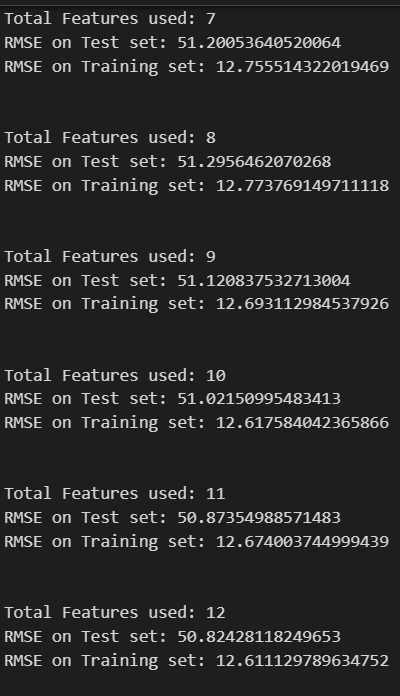 Total Features used: 7
RMSE on Test set: 51.20053640520064
RMSE on Training set: 12.755514322019469
Total Features used: 8
RMSE on Test set: 51.2956462070268
RMSE on Training set: 12.773769149711118
Total Features used: 9
RMSE on Test set: 51.120837532713004
RMSE on Training set: 12.693112984537926
Total Features used: 10
RMSE on Test set: 51.02150995483413
RMSE on Training set: 12.617584042365866
Total Features used: 11
RMSE on Test set: 50.87354988571483
RMSE on Training set: 12.674003744999439
Total Features used: 12
RMSE on Test set: 50.82428118249653
RMSE on Training set: 12.611129789634752